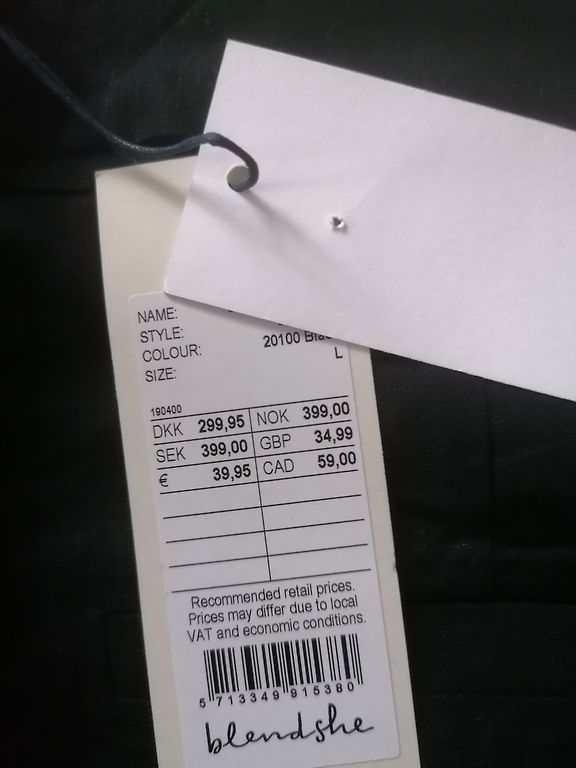 NAME:
STYLE:
COLOUR: 20100
SIZE: L
190400
DKK 299,95 NOK 399,00
SEK 399,00 GBP 34,99
€ 39,95 CAD 59,00
Recommended retail prices.
Prices may differ due to local
VAT and economic conditions.
5 713349 915380
blendshe